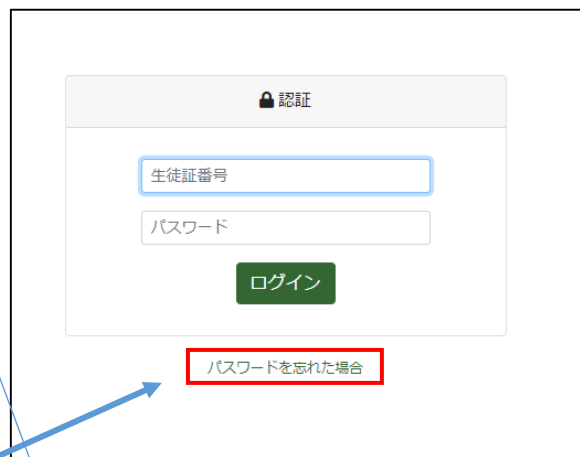 認証
生徒証番号
パスワード
ログイン
パスワードを忘れた場合